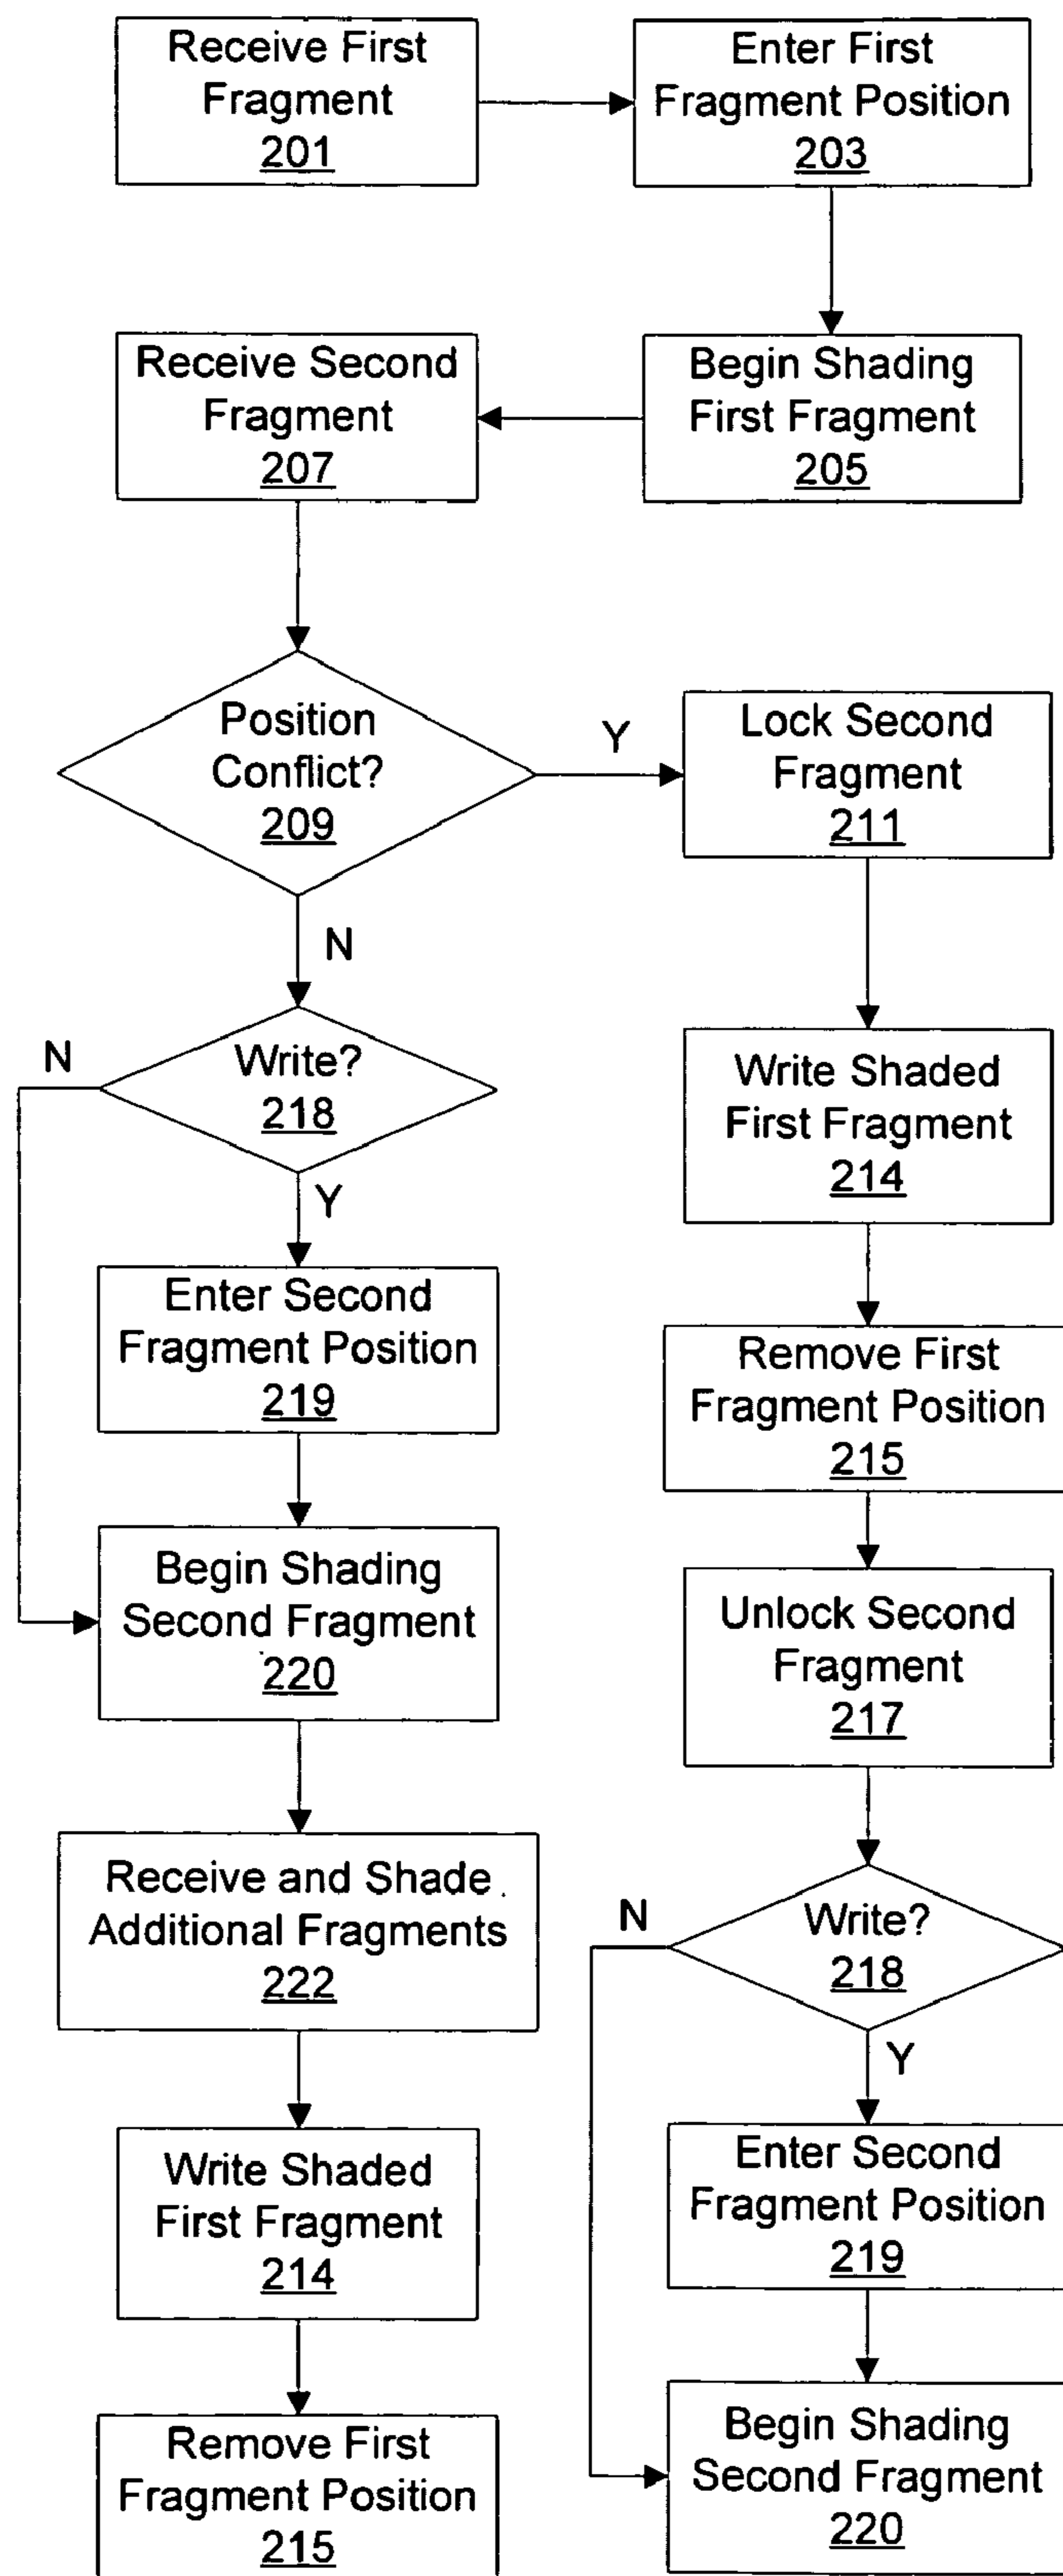 Receive First
Fragment
201
Enter First
Fragment Position
203
Begin Shading
First Fragment
205
Receive Second
Fragment
207
Position
Conflict?
209
Y
N
Lock Second
Fragment
211
Write Shaded
First Fragment
214
Remove First
Fragment Position
215
Unlock Second
Fragment
217
Write?
218
N
Y
Enter Second
Fragment Position
219
Begin Shading
Second Fragment
220
Write?
218
N
Y
Enter Second
Fragment Position
219
Begin Shading
Second Fragment
220
Receive and Shade
Additional Fragments
222
Write Shaded
First Fragment
214
Remove First
Fragment Position
215